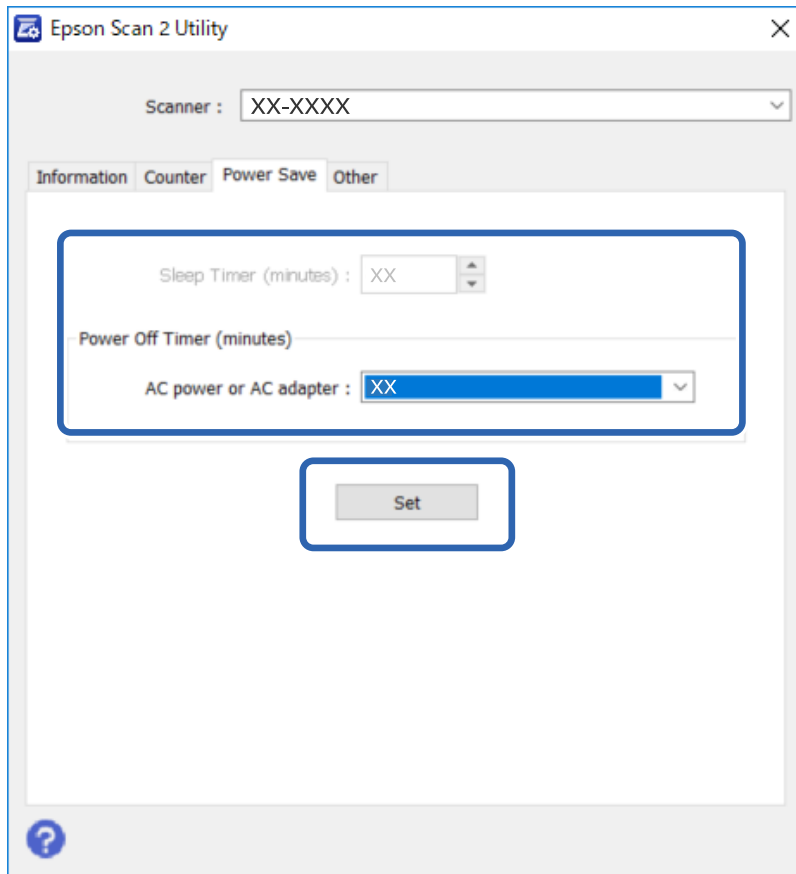 Epson Scan 2 Utility
Scanner : XX-XXXX
Information Counter Power Save Other
Sleep Timer (minutes) : XX
Power Off Timer (minutes)
AC power or AC adapter : XX
Set
?